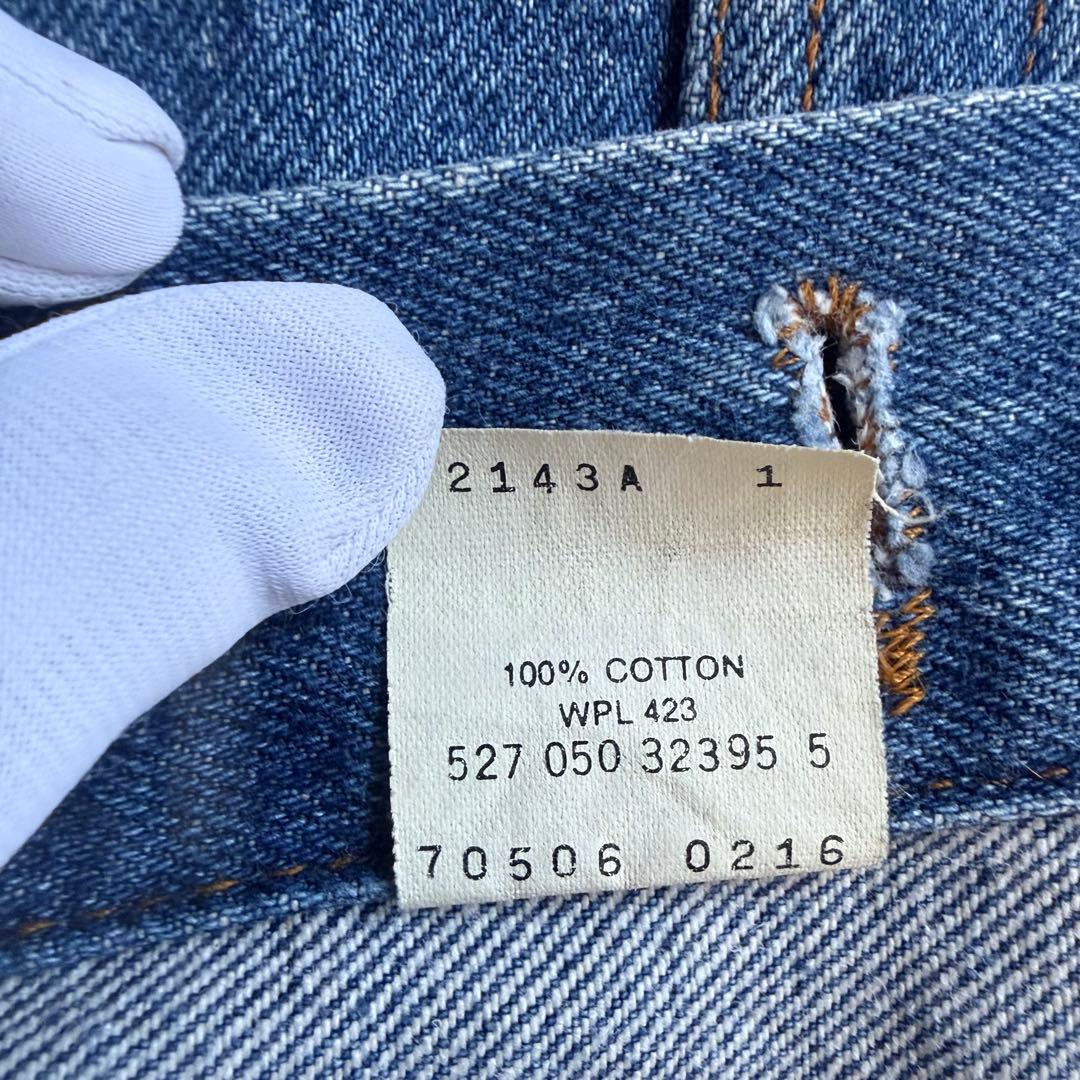 2143A 1
100% COTTON
WPL 423
527 050 32395 5
70506 0216